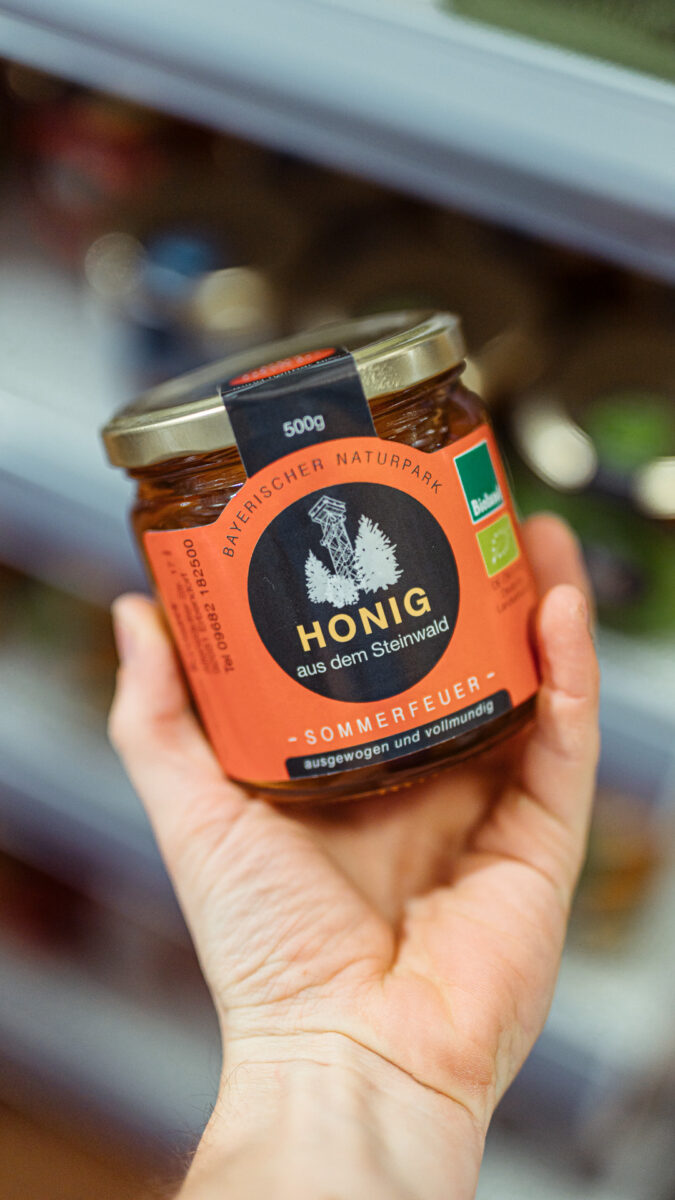 500g
BAYERISCHER NATURPARK
Bioland
HONIG
aus dem Steinwald
- SOMMERFEUER -
ausgewogen und vollmundig
Tel 09682 182500